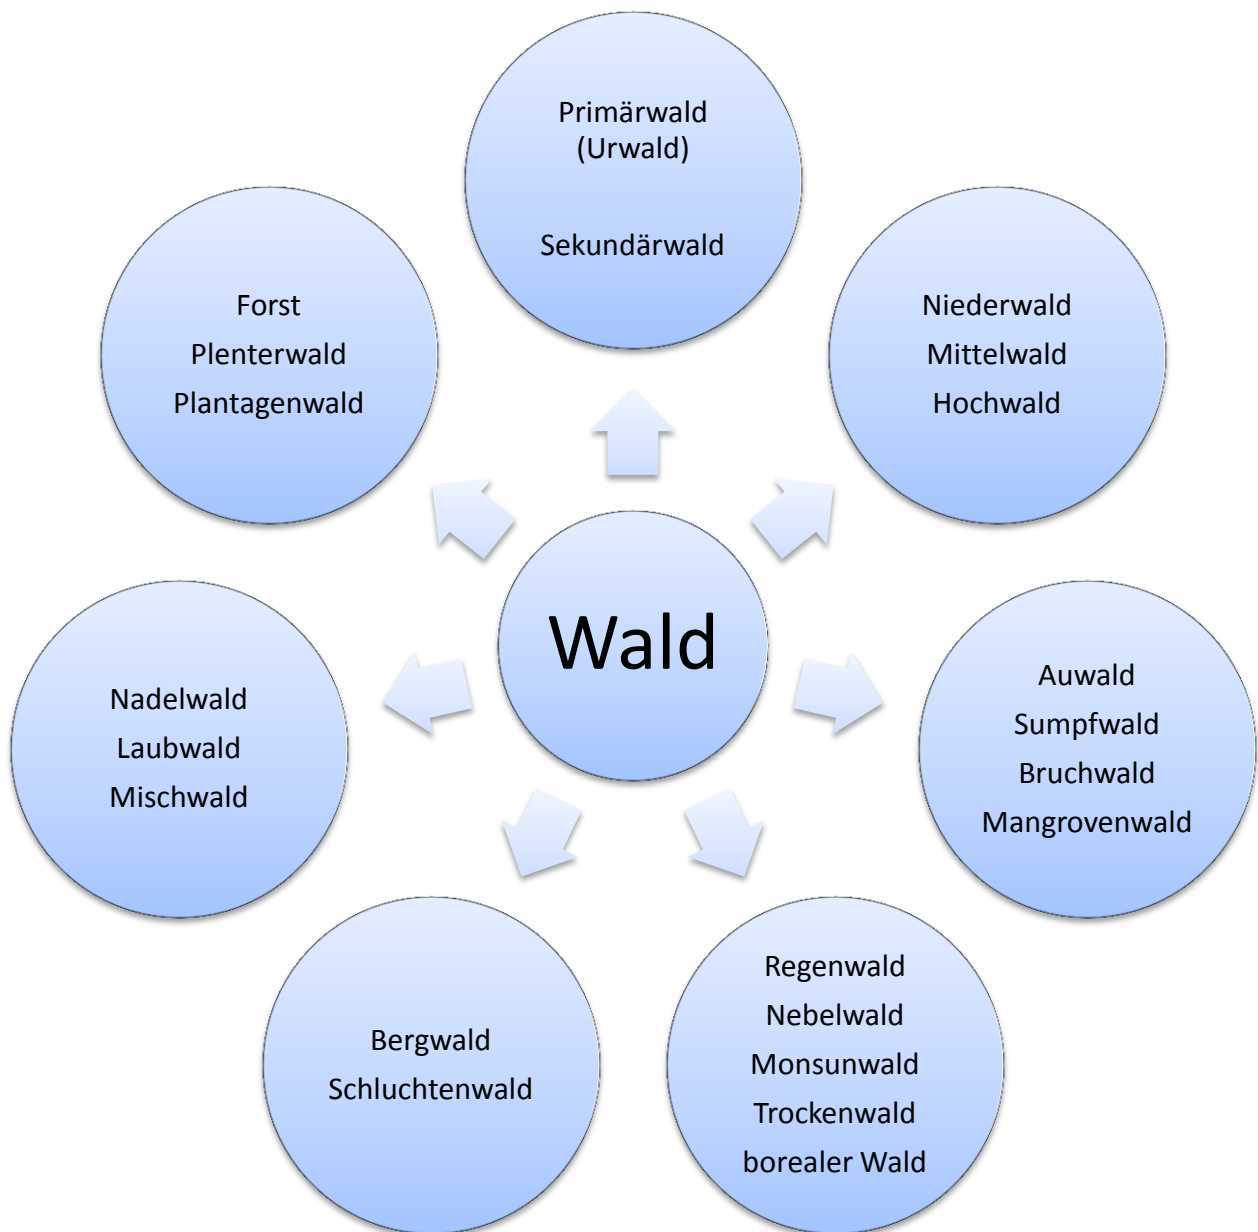 Primärwald
(Urwald)
Sekundärwald
Niederwald
Mittelwald
Hochwald
Auwald
Sumpfwald
Bruchwald
Mangrovenwald
Regenwald
Nebelwald
Monsunwald
Trockenwald
borealer Wald
Bergwald
Schluchtenwald
Nadelwald
Laubwald
Mischwald
Forst
Plenterwald
Plantagenwald
Wald